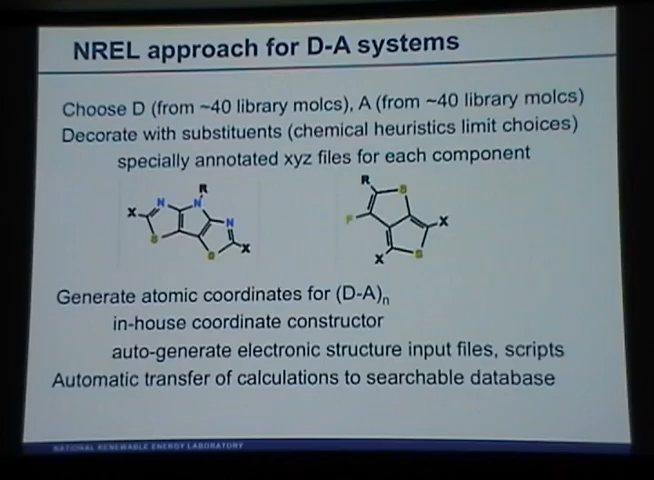 NREL approach for D-A systems
Choose D (from ~40 library molcs), A (from ~40 library molcs)
Decorate with substituents (chemical heuristics limit choices)
specially annotated xyz files for each component
R
X N N N X
S S
R S
F X
X S
Generate atomic coordinates for (D-A)n
in-house coordinate constructor
auto-generate electronic structure input files, scripts
Automatic transfer of calculations to searchable database
NATIONAL RENEWABLE ENERGY LABORATORY